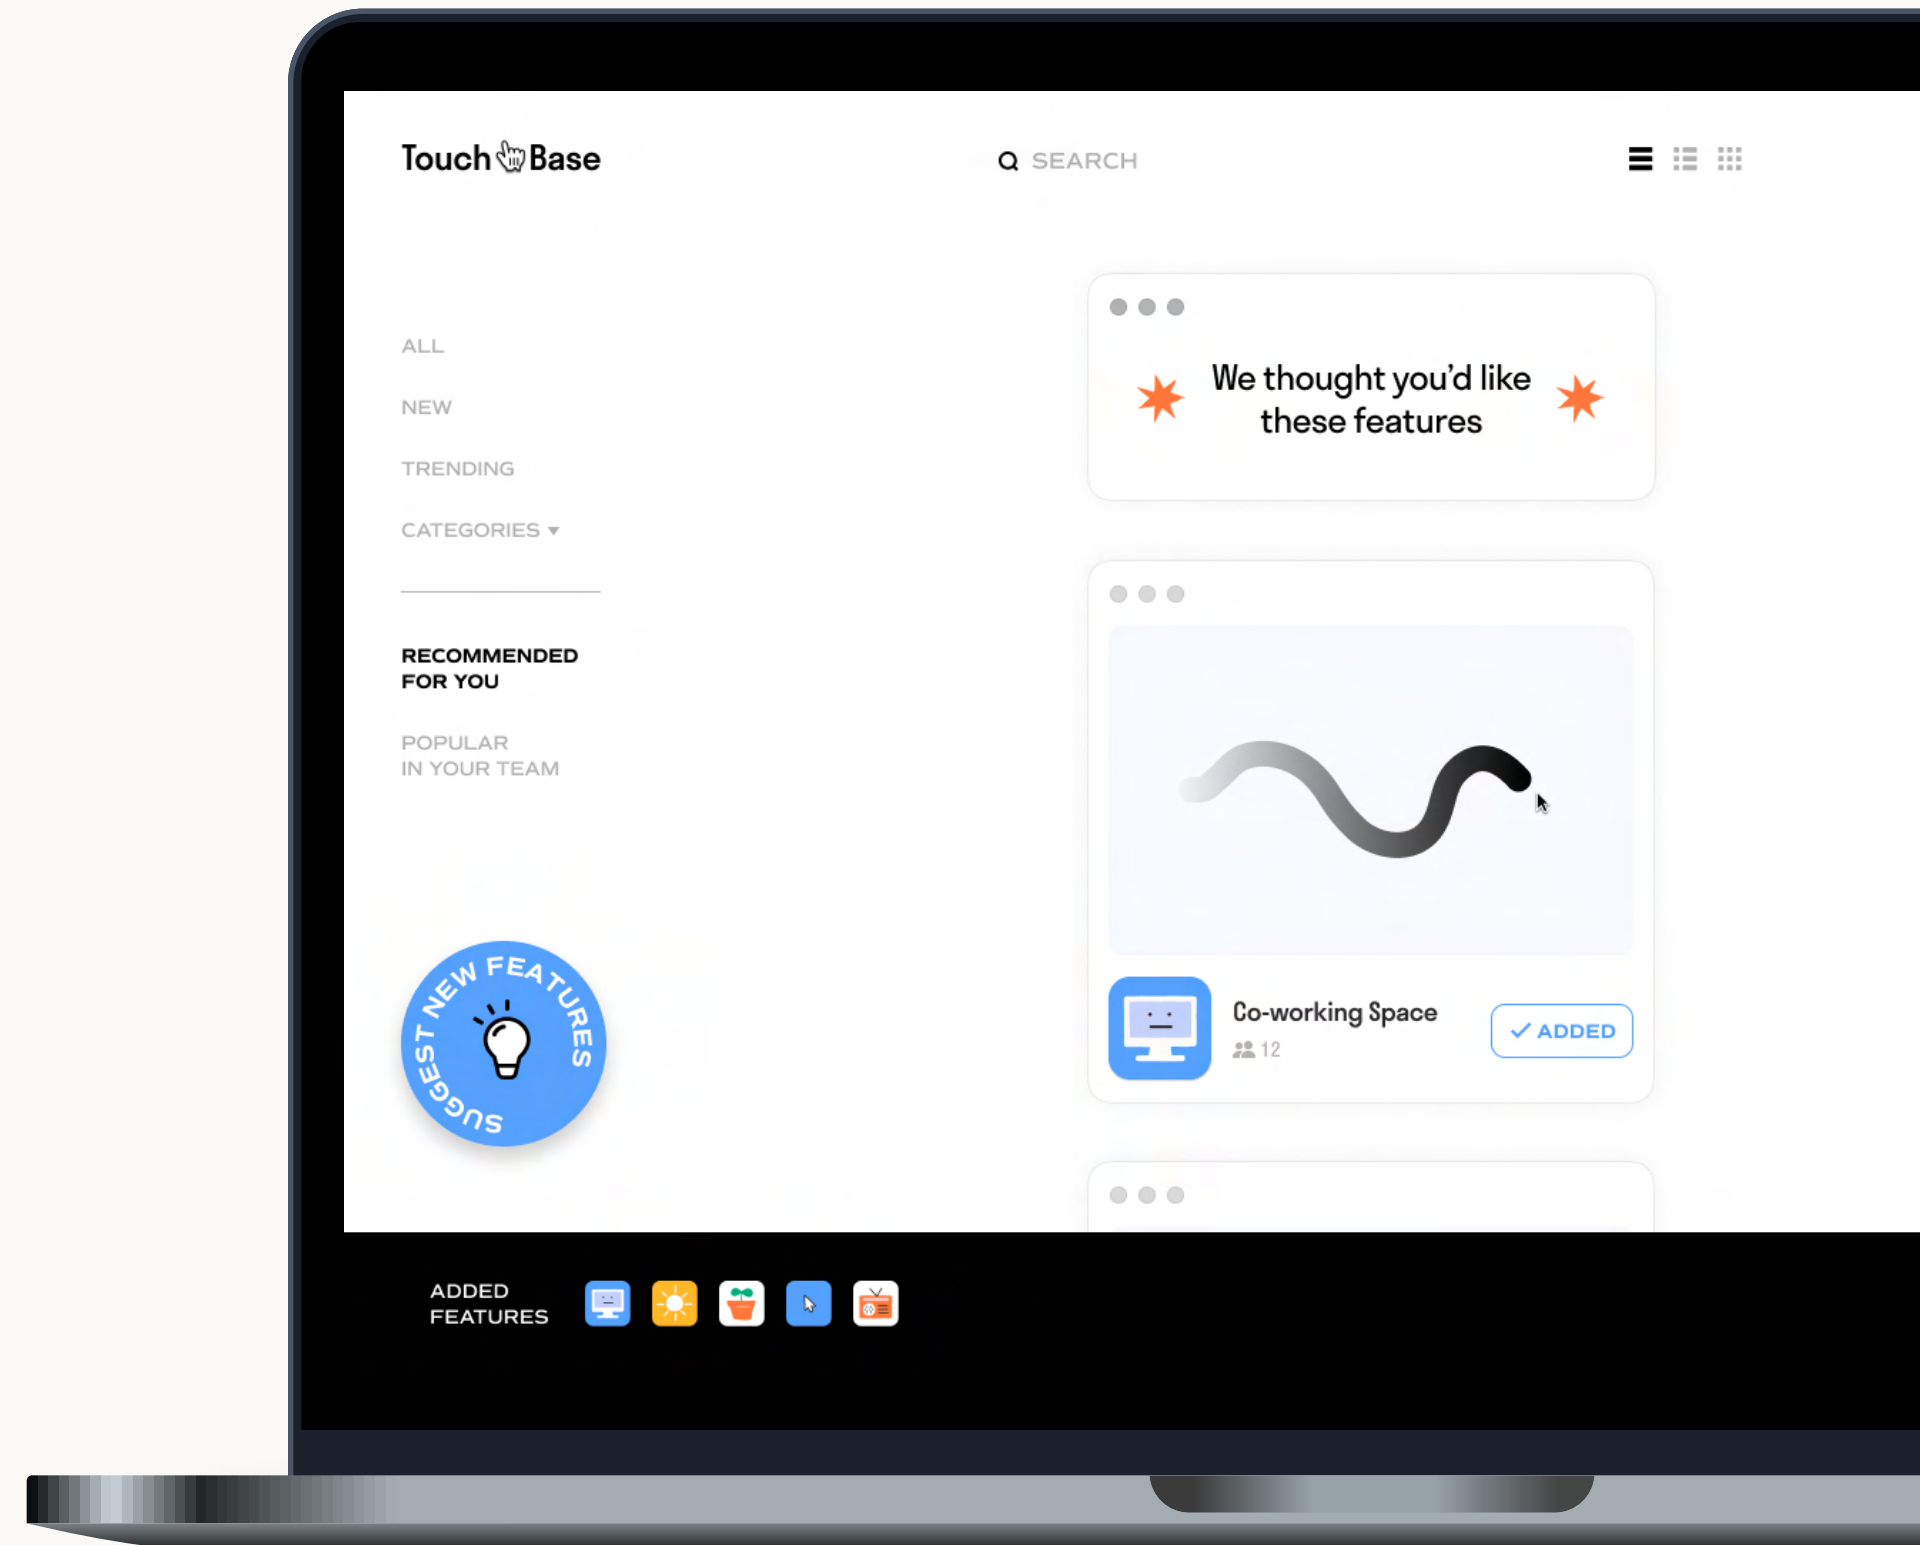 Touch Base
SEARCH
ALL
NEW
TRENDING
CATEGORIES
RECOMMENDED
FOR YOU
POPULAR
IN YOUR TEAM
SUGGEST NEW FEATURES
We thought you’d like
these features
Co-working Space
12
ADDED
ADDED
FEATURES